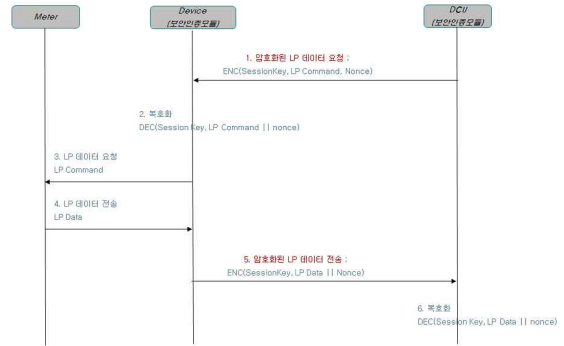 Meter
Device
(보안인증모듈)
DCU
(보안인증모듈)
1. 암호화된 LP 데이터 요청 :
ENC(SessionKey, LP Command, Nonce)
2. 복호화
DEC(Session Key, LP Command || nonce)
3. LP 데이터 요청
LP Command
4. LP 데이터 전송
LP Data
5. 암호화된 LP 데이터 전송 :
ENC(SessionKey, LP Data || Nonce)
6. 복호화
DEC(Session Key, LP Data || nonce)